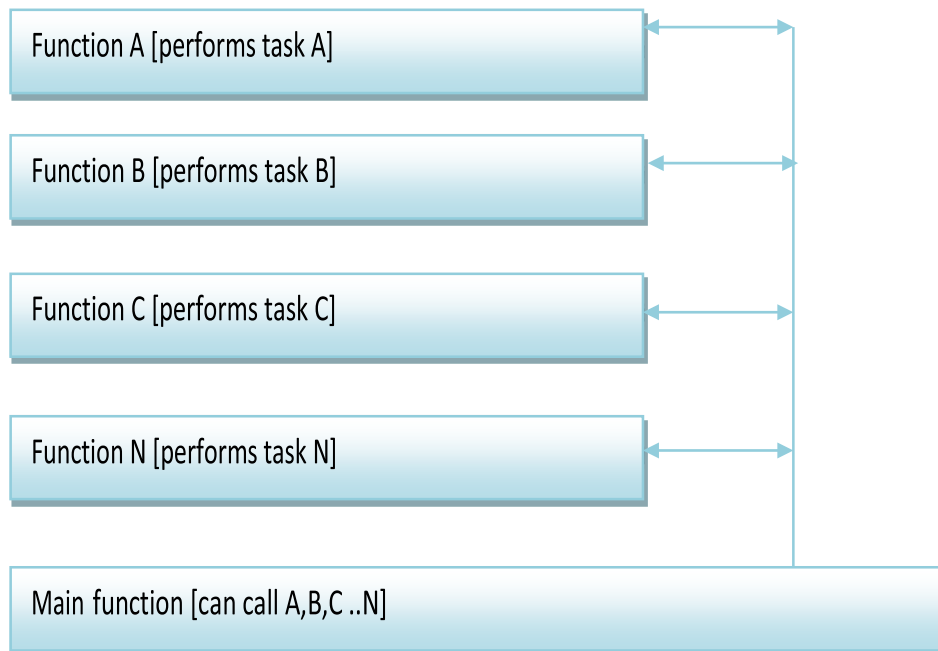 Function A [performs task A]
Function B [performs task B]
Function C [performs task C]
Function N [performs task N]
Main function [can call A,B,C ..N]